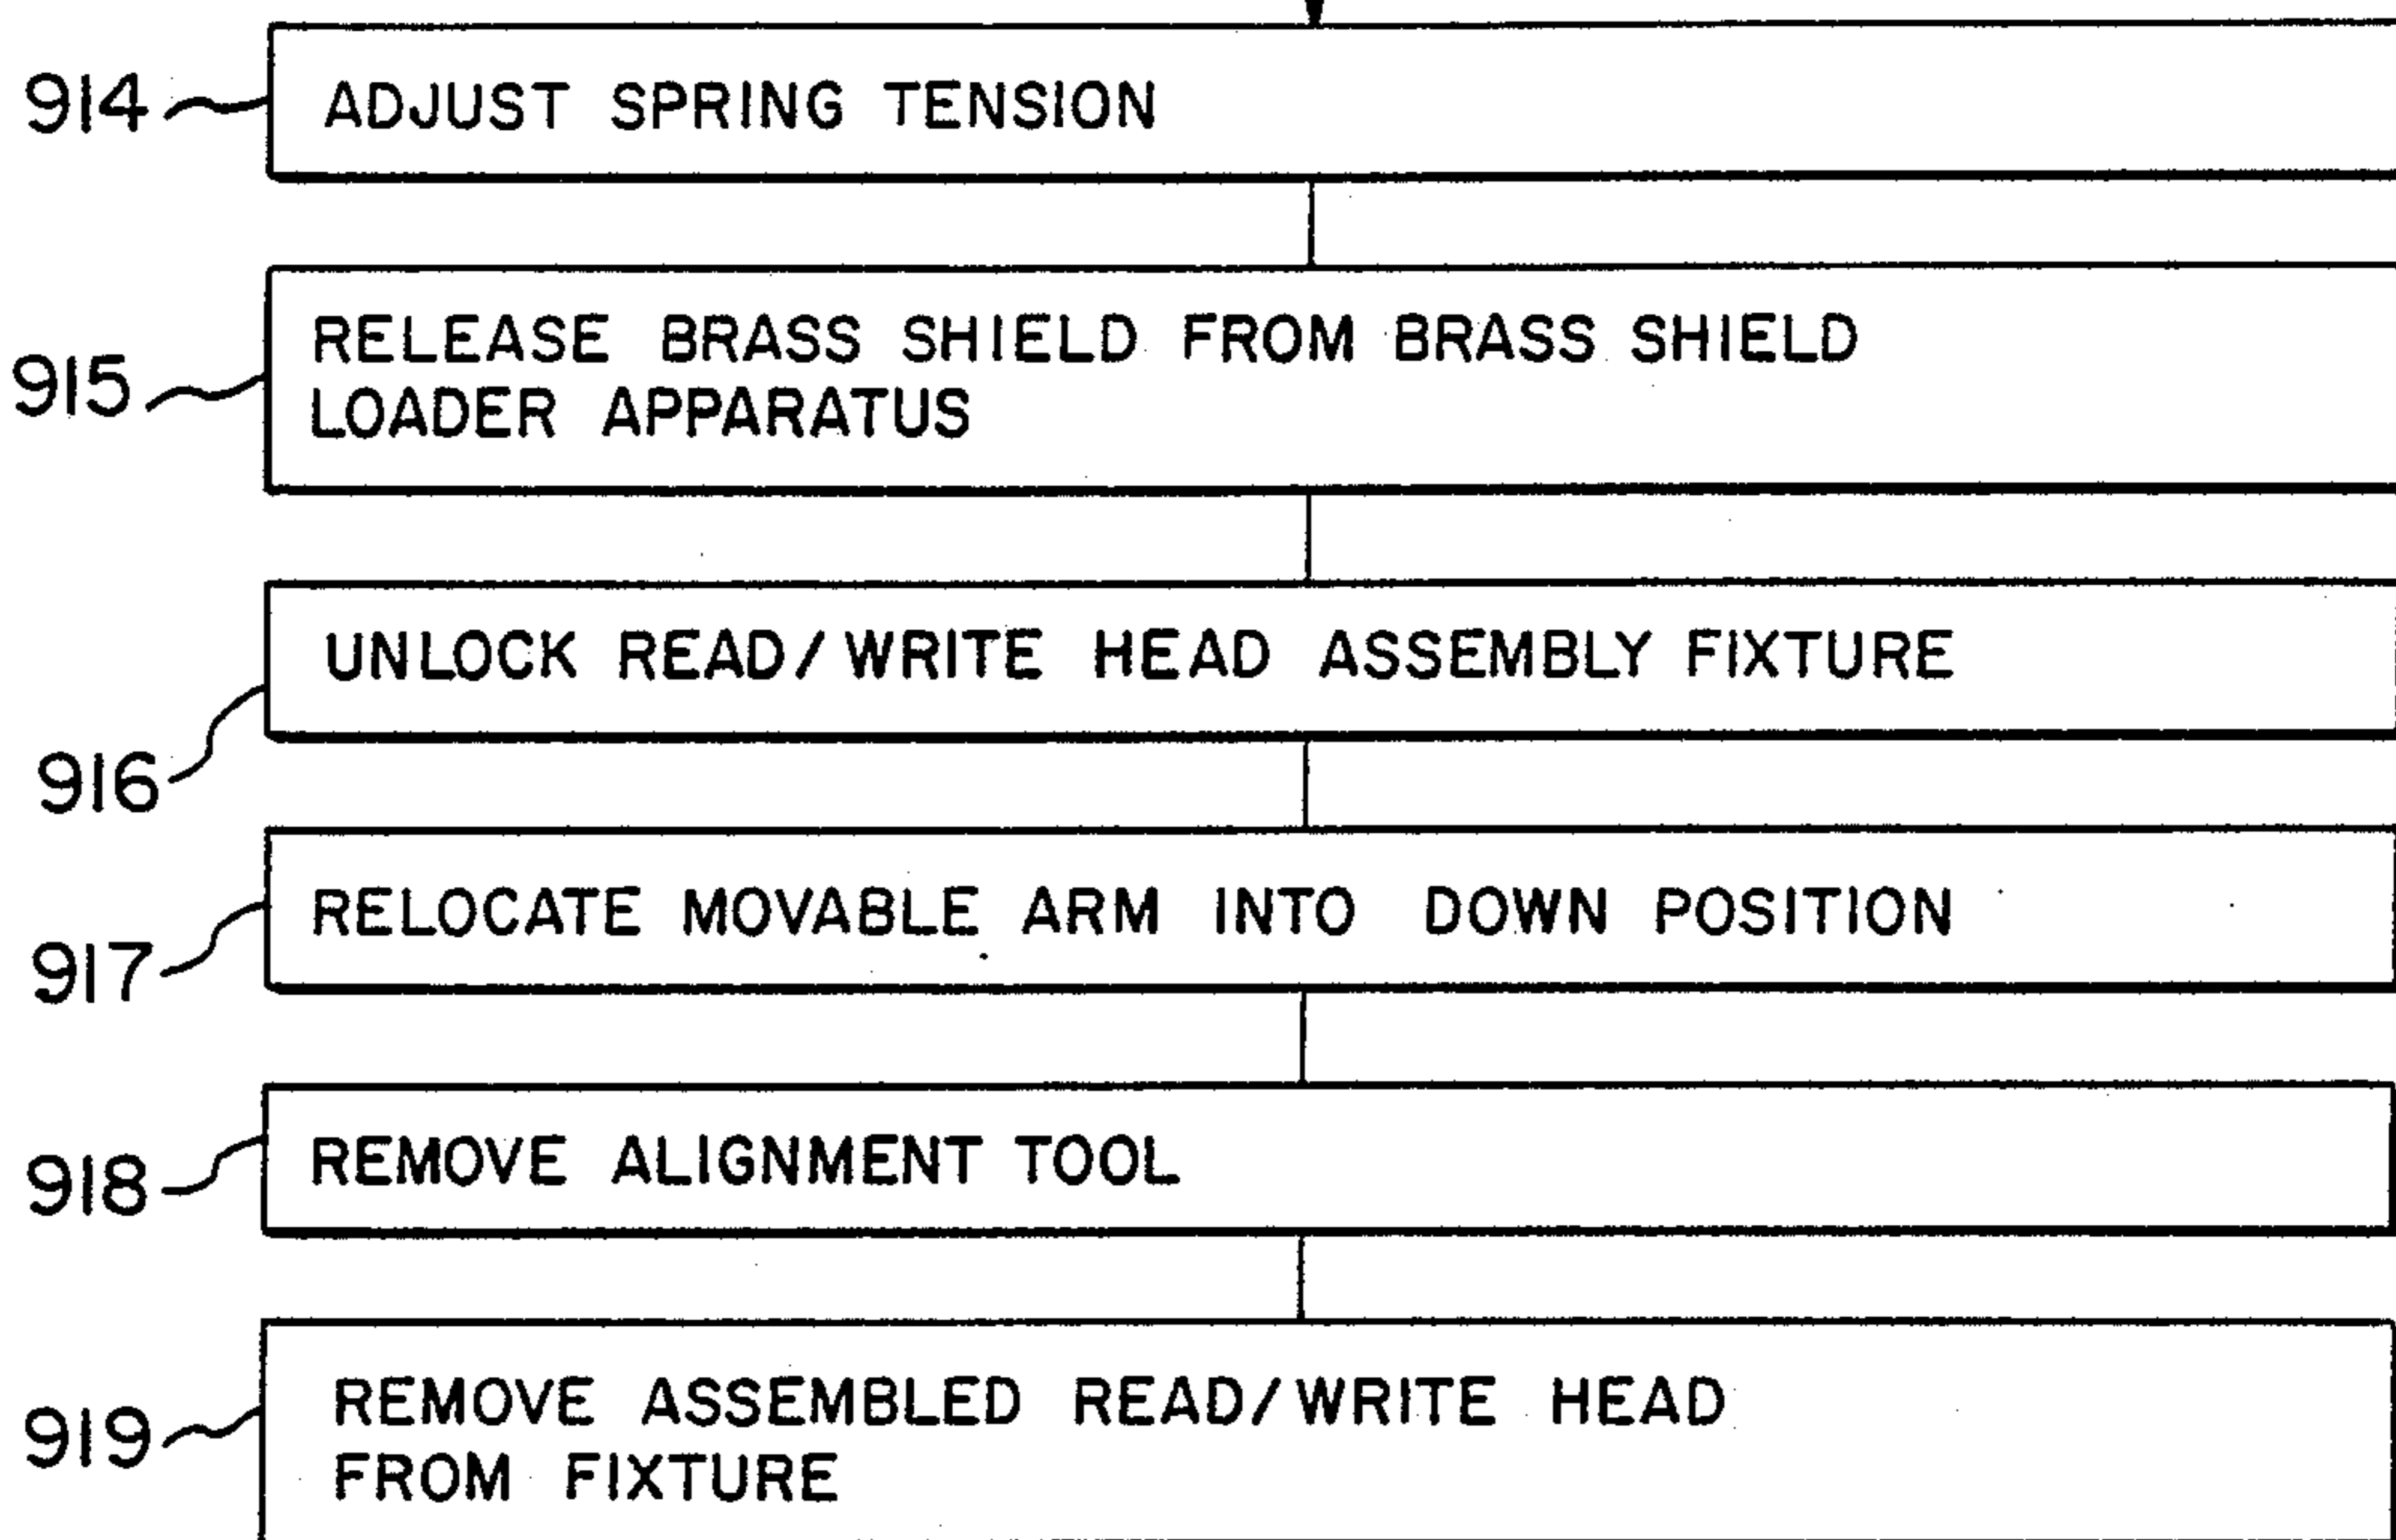 914 ADJUST SPRING TENSION
915 RELEASE BRASS SHIELD FROM BRASS SHIELD
LOADER APPARATUS
916 UNLOCK READ/WRITE HEAD ASSEMBLY FIXTURE
917 RELOCATE MOVABLE ARM INTO DOWN POSITION
918 REMOVE ALIGNMENT TOOL
919 REMOVE ASSEMBLED READ/WRITE HEAD
FROM FIXTURE